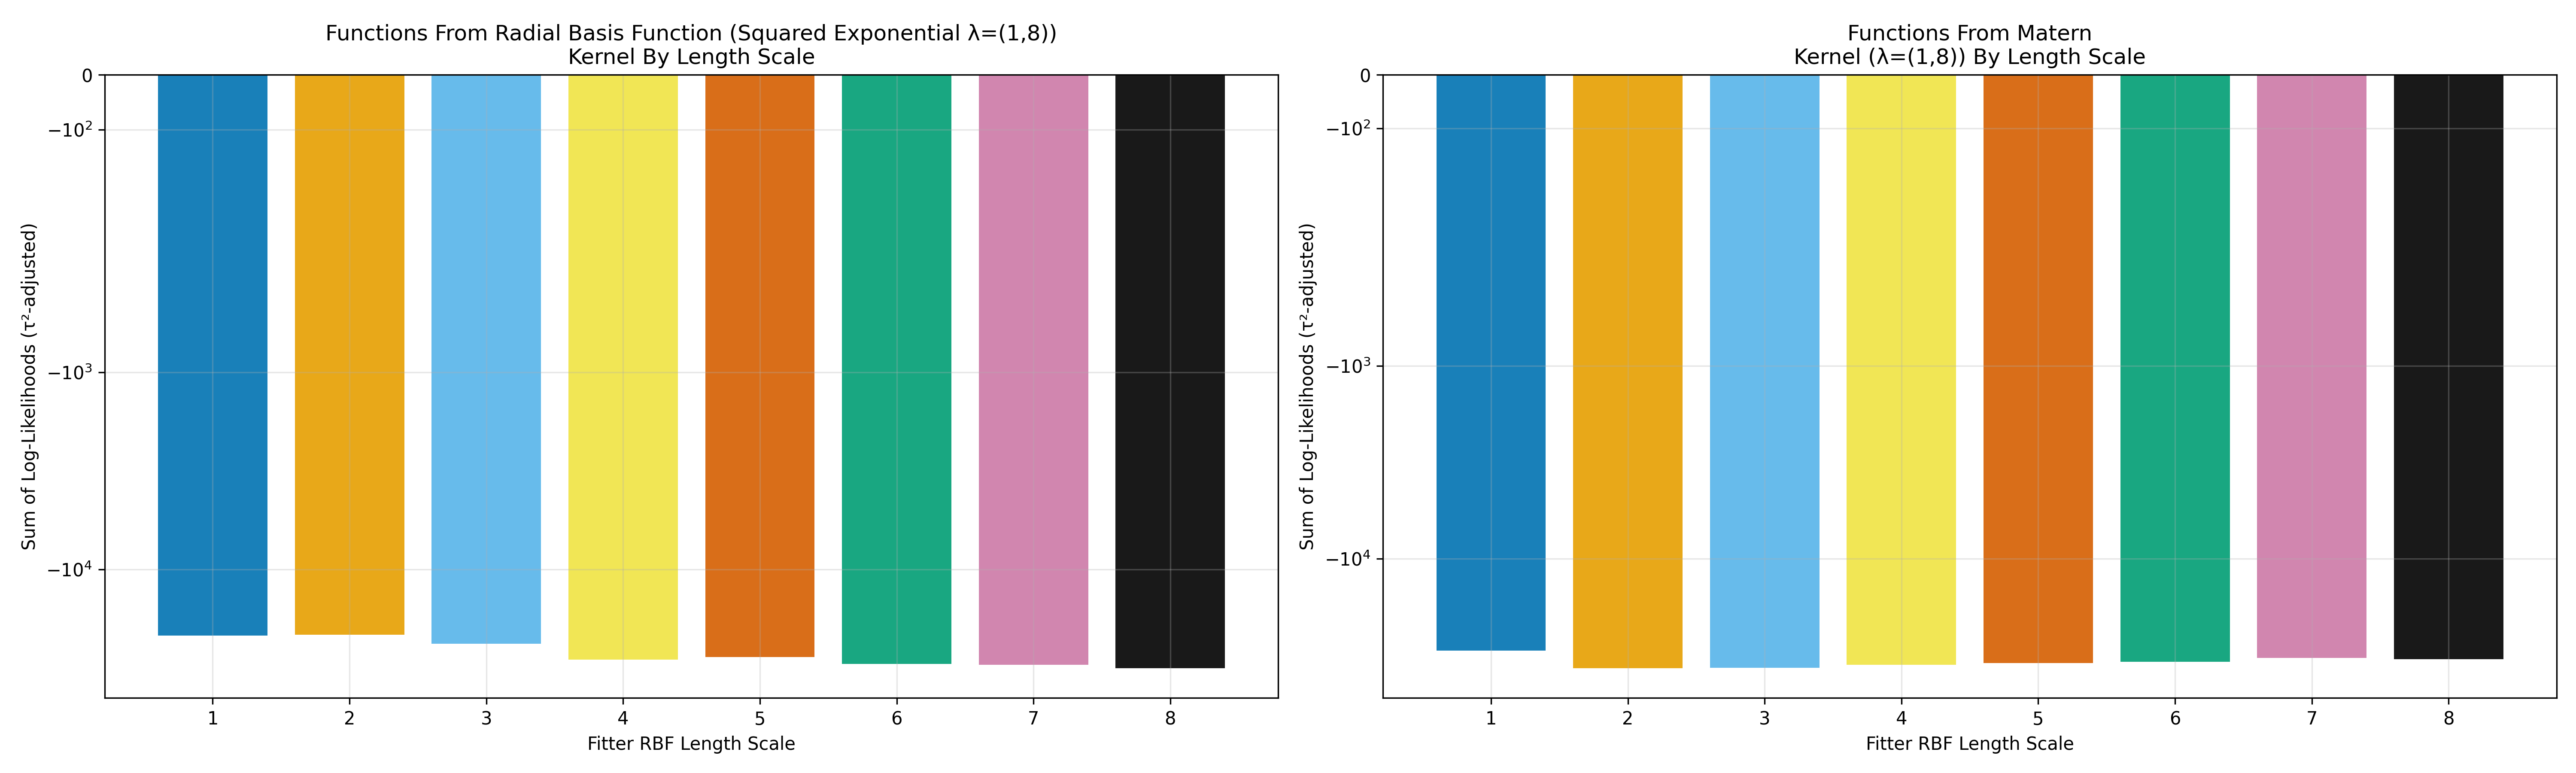 Functions From Radial Basis Function (Squared Exponential λ=(1,8))
Kernel By Length Scale
0
−10²
−10³
−10⁴
Sum of Log-Likelihoods (τ²-adjusted)
1 2 3 4 5 6 7 8
Fitter RBF Length Scale
Functions From Matern
Kernel (λ=(1,8)) By Length Scale
0
−10²
−10³
−10⁴
Sum of Log-Likelihoods (τ²-adjusted)
1 2 3 4 5 6 7 8
Fitter RBF Length Scale